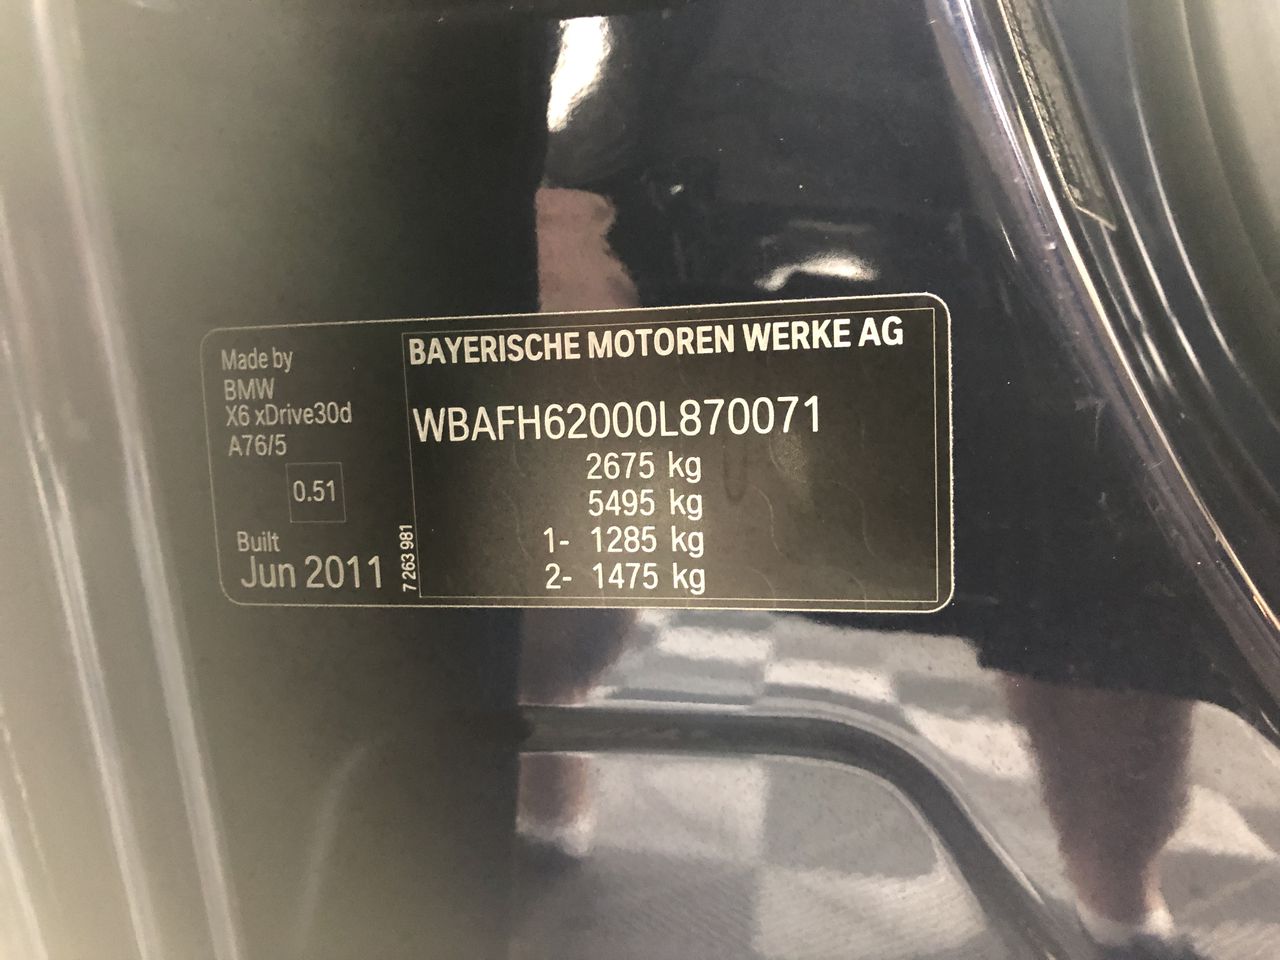 Made by
BMW
X6 xDrive30d
A76/5
0.51
Built
Jun 2011
7 263 981
BAYERISCHE MOTOREN WERKE AG
WBAFH62000L870071
2675 kg
5495 kg
1- 1285 kg
2- 1475 kg